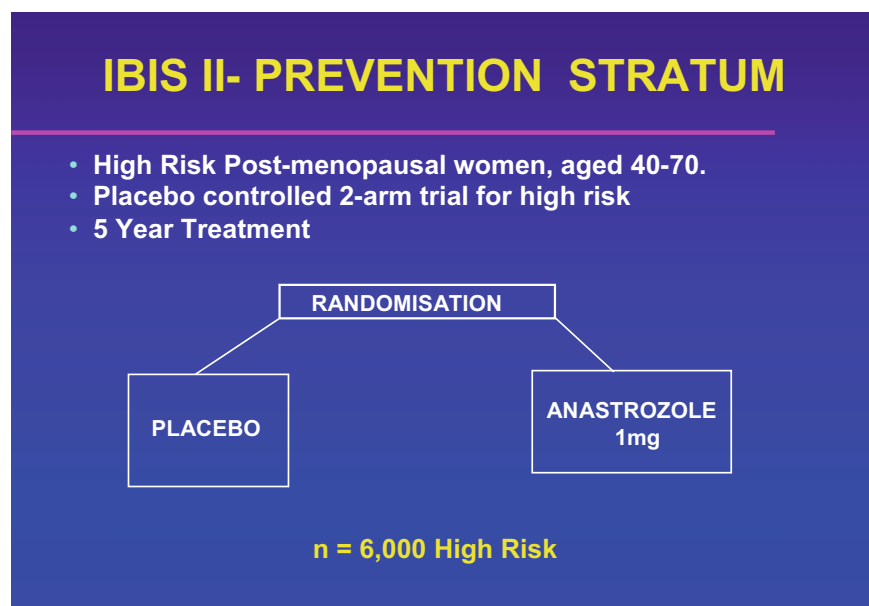 IBIS II- PREVENTION STRATUM
• High Risk Post-menopausal women, aged 40-70.
• Placebo controlled 2-arm trial for high risk
• 5 Year Treatment
RANDOMISATION
PLACEBO
ANASTROZOLE
1mg
n = 6,000 High Risk